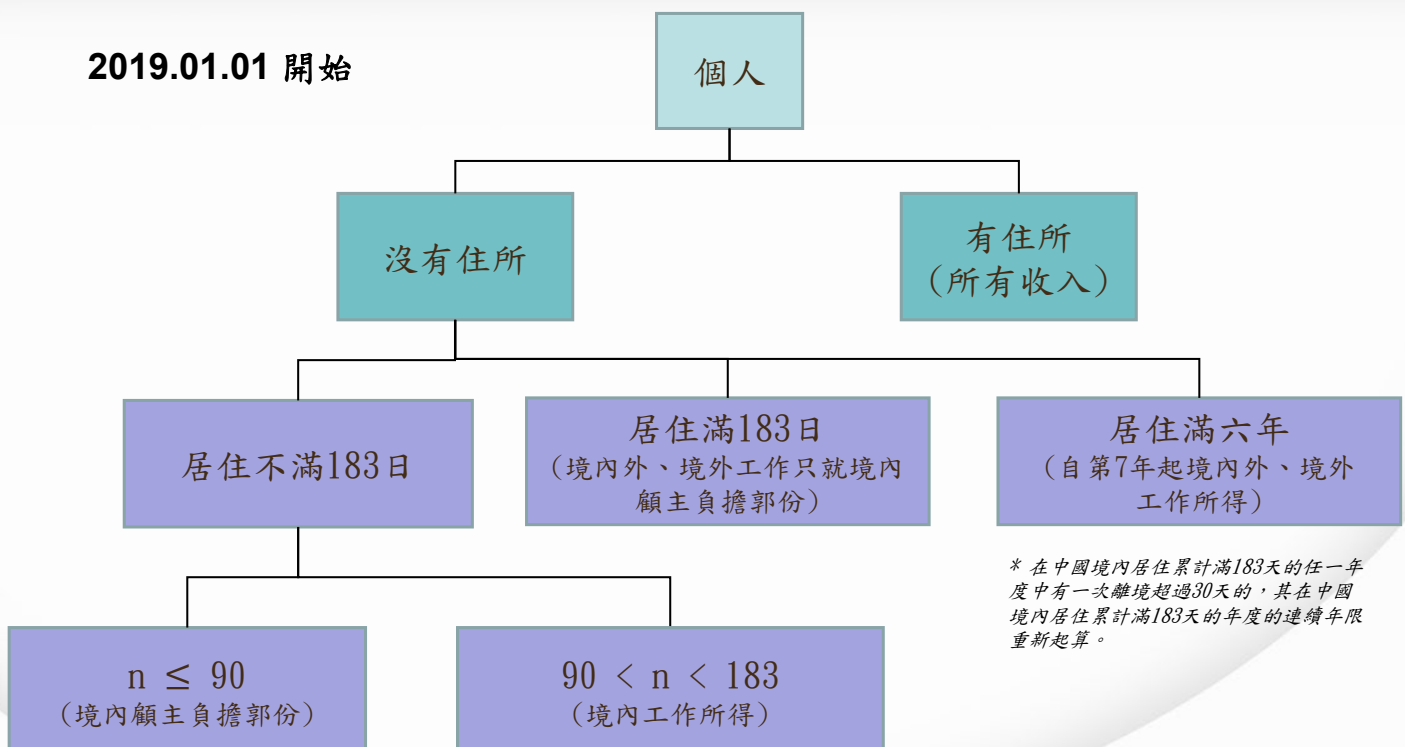 2019.01.01 開始
個人
沒有住所
有住所
(所有收入)
居住不滿183日
居住滿183日
(境內外、境外工作只就境內
顧主負擔郭份)
居住滿六年
(自第7年起境內外、境外
工作所得)
* 在中國境內居住累計滿183天的任一年
度中有一次離境超過30天的，其在中國
境內居住累計滿183天的年度的連續年限
重新起算。
n ≤ 90
(境內顧主負擔郭份)
90 < n < 183
(境內工作所得)